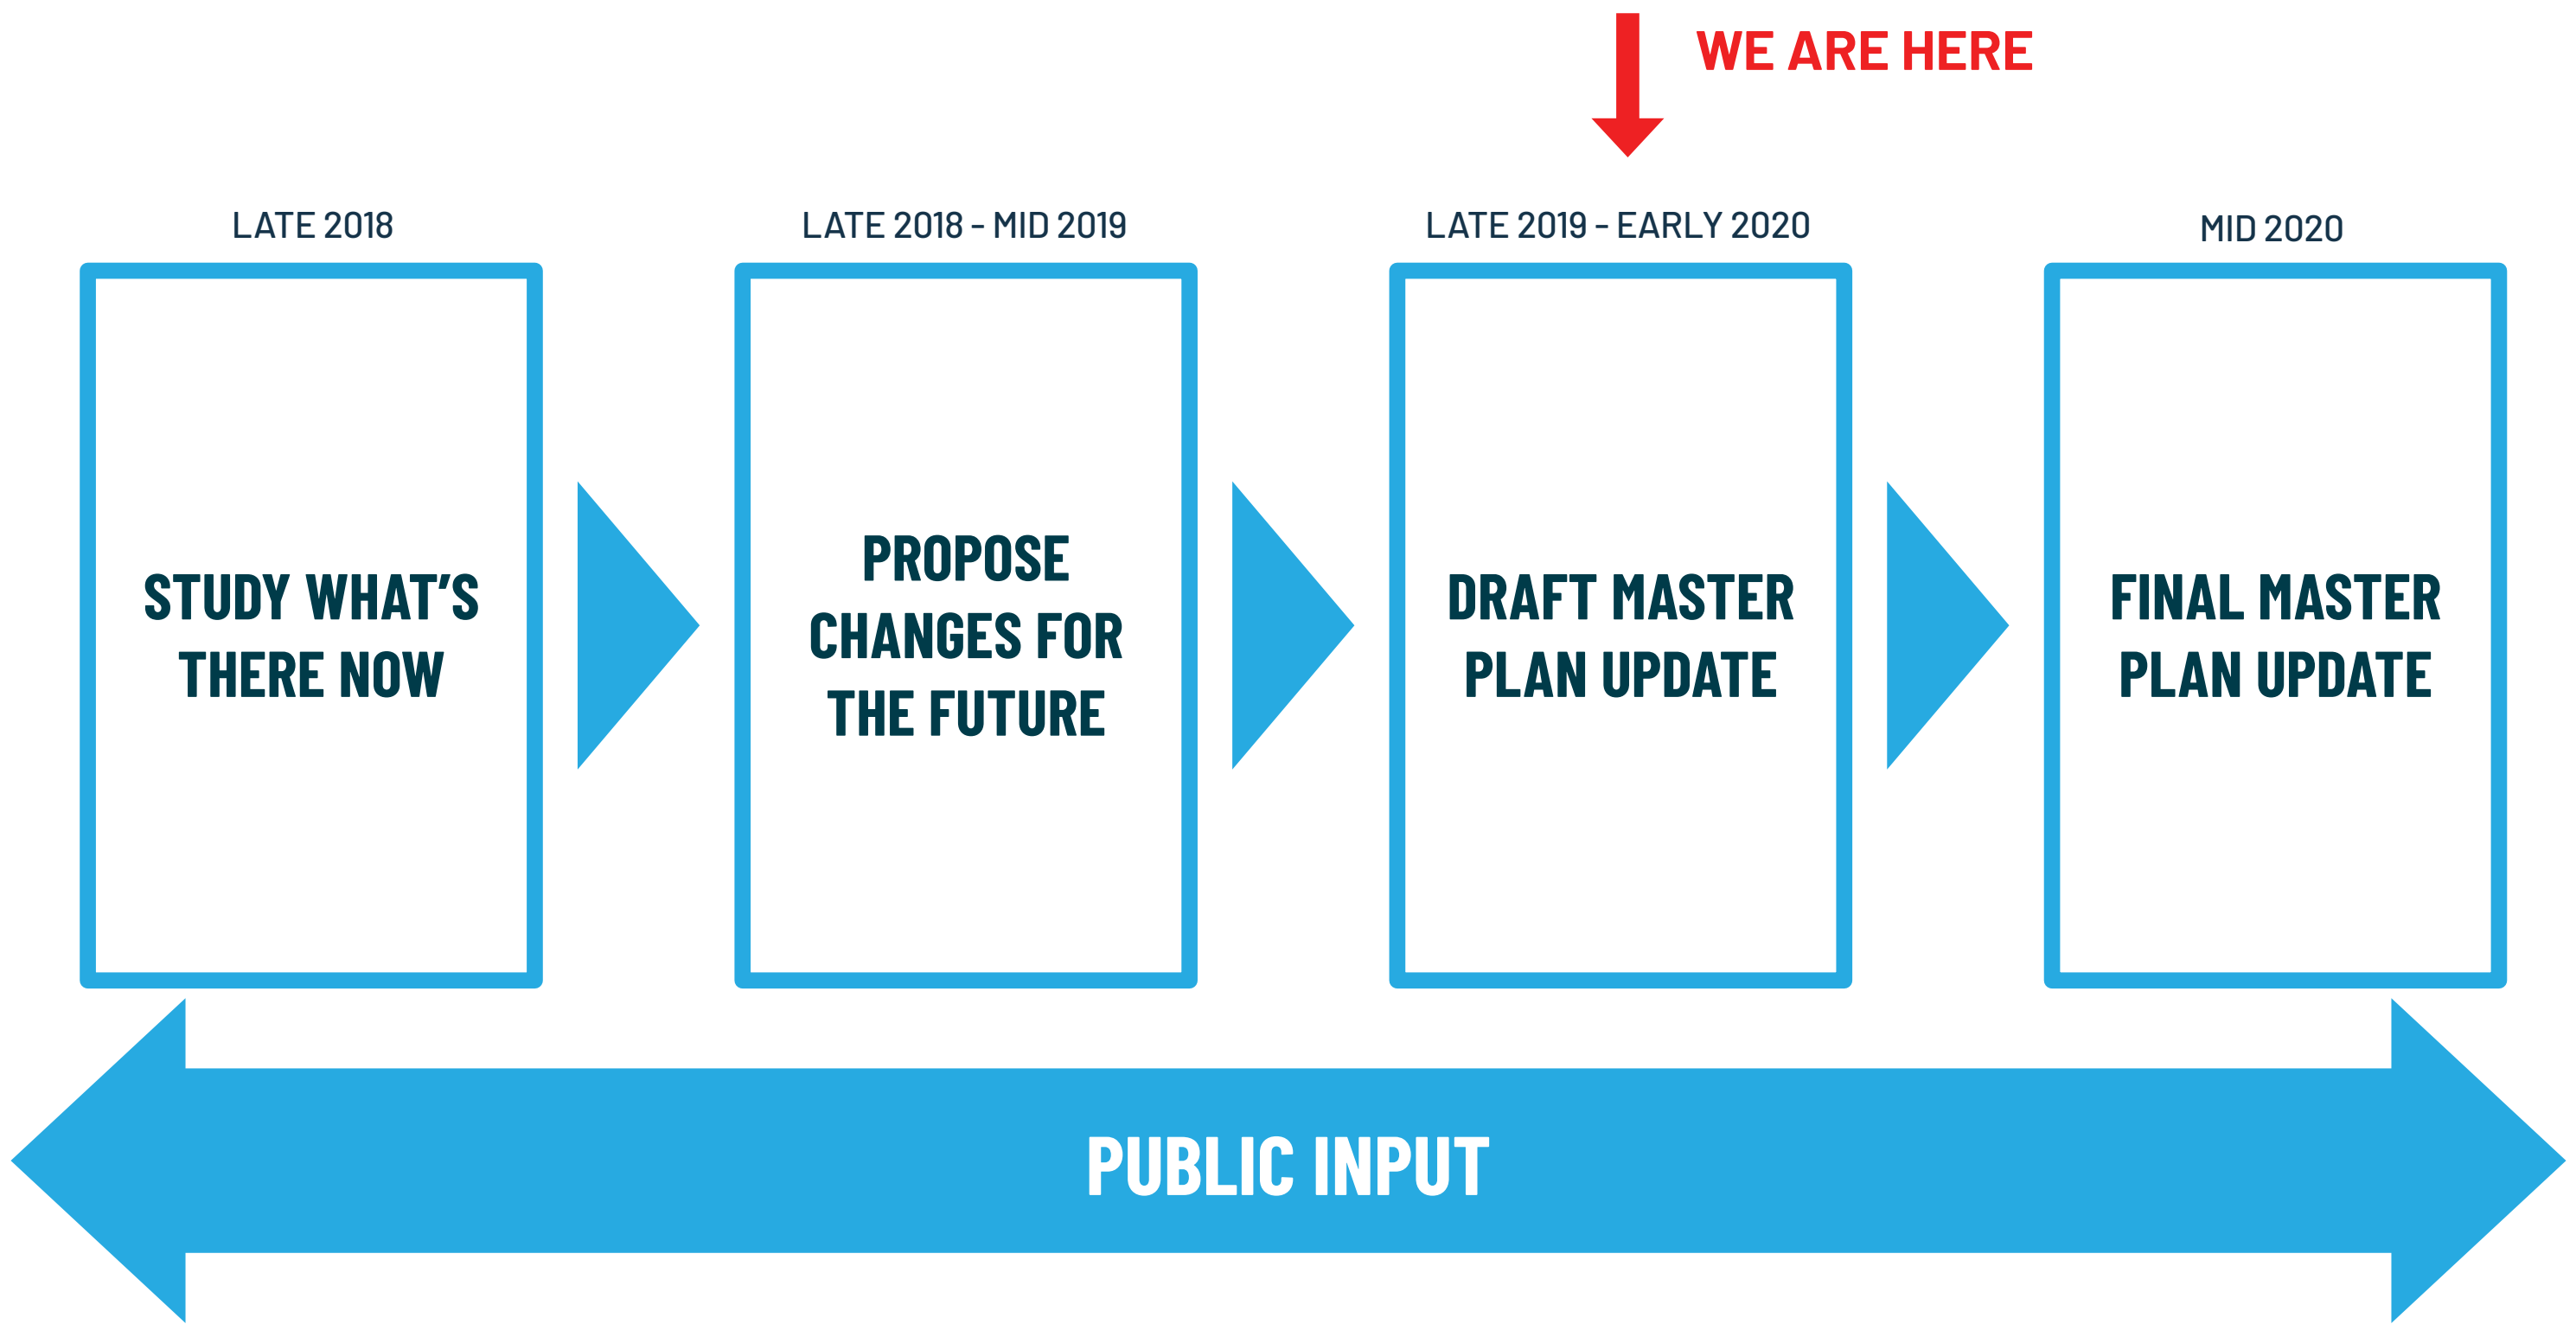 WE ARE HERE
LATE 2018
LATE 2018 - MID 2019
LATE 2019 - EARLY 2020
MID 2020
STUDY WHAT'S
THERE NOW
PROPOSE
CHANGES FOR
THE FUTURE
DRAFT MASTER
PLAN UPDATE
FINAL MASTER
PLAN UPDATE
PUBLIC INPUT